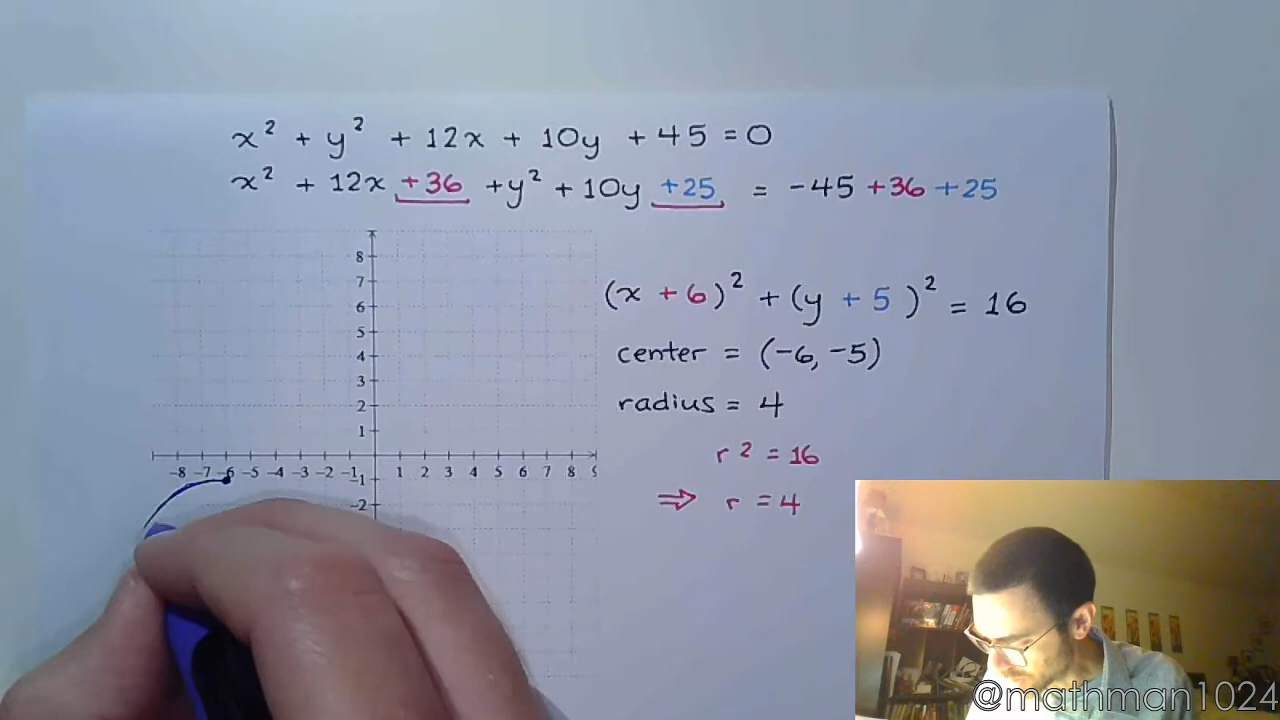 x² + y² + 12x + 10y + 45 = 0
x² + 12x + 36 + y² + 10y + 25 = -45 + 36 + 25
8
7
6
5
4
3
2
1
-8 -7 -6 -5 -4 -3 -2 -1 1 2 3 4 5 6 7 8 9
-1
-2
(x + 6)² + (y + 5)² = 16
center = (-6, -5)
radius = 4
r² = 16
⇒ r = 4
@mathman1024